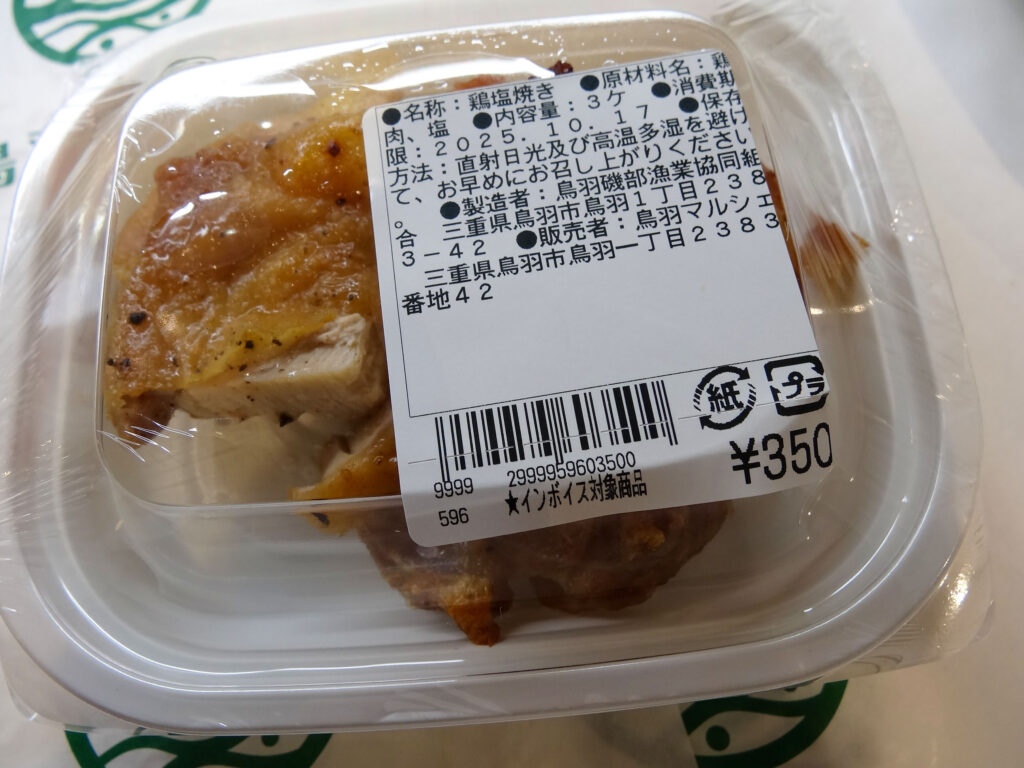 ●名称：鶏塩焼き　●原材料名：鶏
肉、塩　●内容量：3ケ　●消費期
限：2025．10．17　●保存
方法：直射日光及び高温多湿を避け
て、お早めにお召し上がりください
。　●製造者：鳥羽磯部漁業協同組
合　三重県鳥羽市鳥羽1丁目238
3－42　●販売者：鳥羽マルシェ
三重県鳥羽市鳥羽一丁目2383
番地42
紙
プラ
9999 2999959603500
596 ★インボイス対象商品
¥350